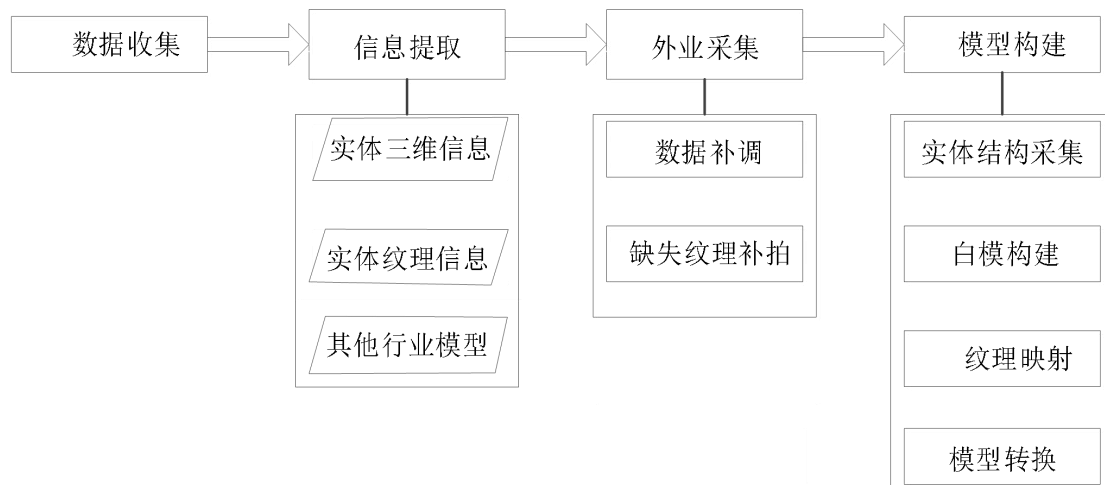 数据收集
信息提取
外业采集
模型构建
实体三维信息
实体纹理信息
其他行业模型
数据补调
缺失纹理补拍
实体结构采集
白模构建
纹理映射
模型转换